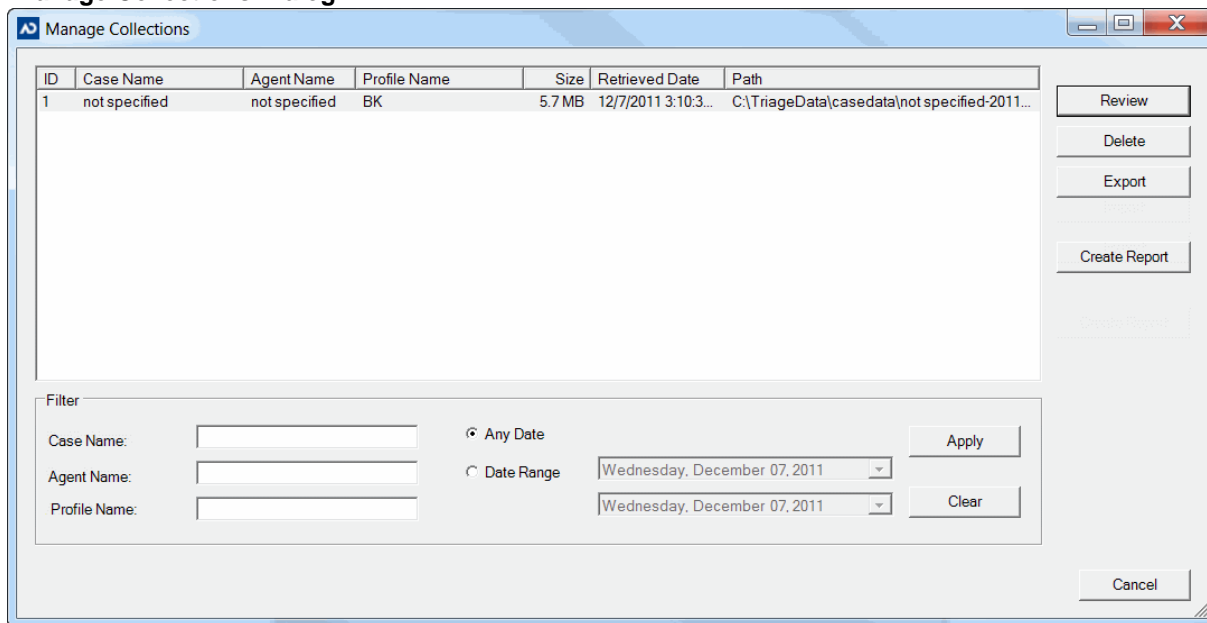 Manage Collections
ID Case Name Agent Name Profile Name Size Retrieved Date Path
1 not specified not specified BK 5.7 MB 12/7/2011 3:10:3... C:\TriageData\casedata\not specified-2011...
Review
Delete
Export
Create Report
Filter
Case Name:
Any Date
Apply
Agent Name:
Date Range
Wednesday, December 07, 2011
Profile Name:
Wednesday, December 07, 2011
Clear
Cancel